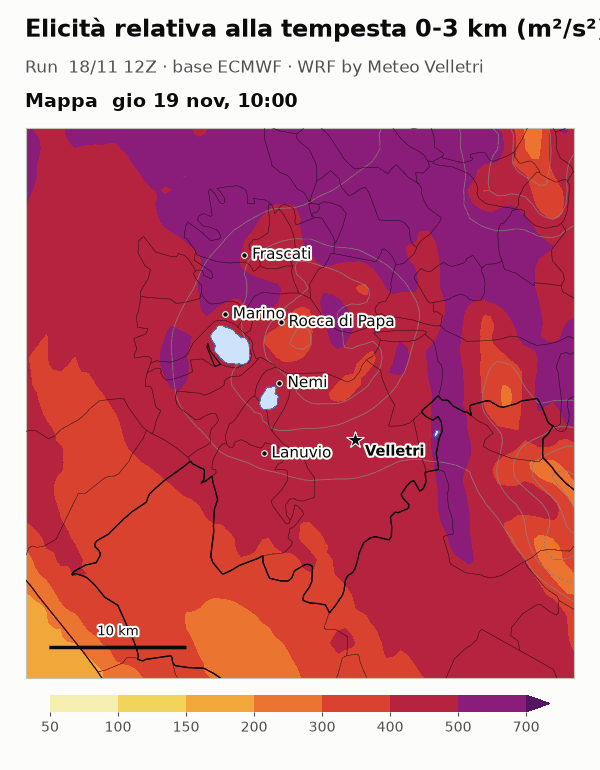 Elicità relativa alla tempesta 0-3 km (m²/s²)
Run  18/11 12Z · base ECMWF · WRF by Meteo Velletri
Mappa  gio 19 nov, 10:00
Frascati
Marino
Rocca di Papa
Nemi
Velletri
Lanuvio
10 km
50 100 150 200 300 400 500 700